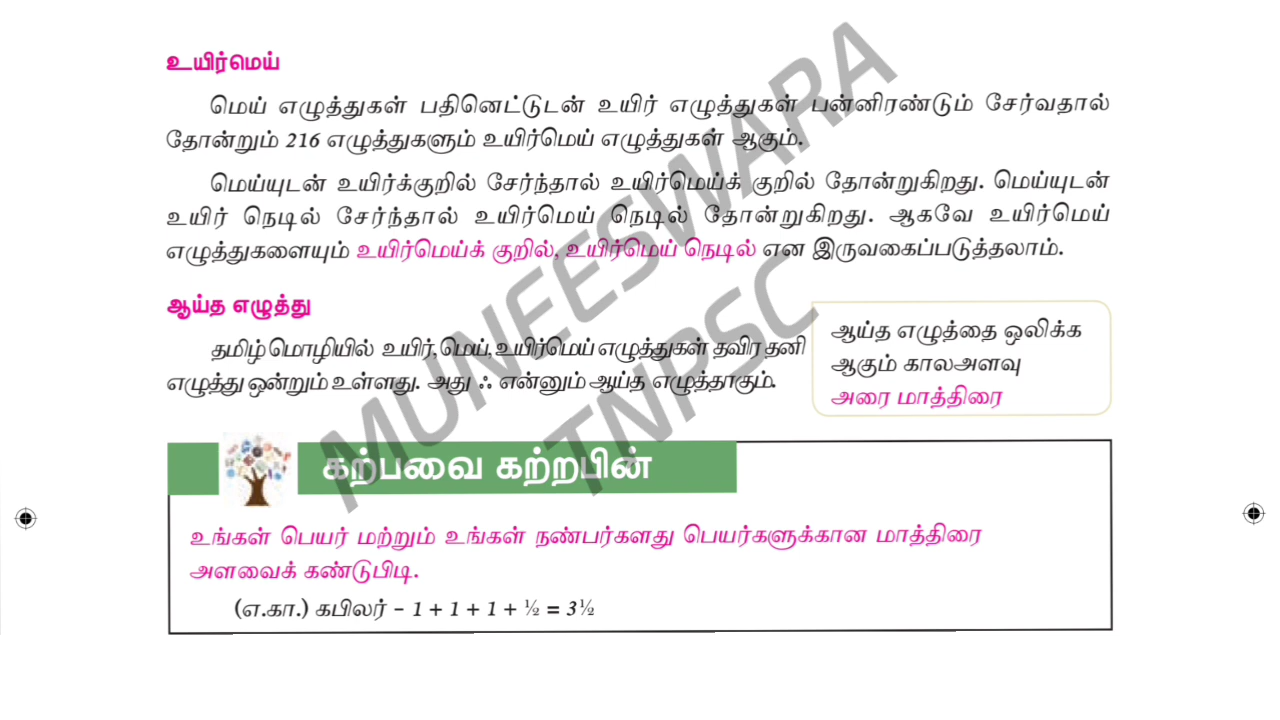 உயிர்மெய்
மெய் எழுத்துகள் பதினெட்டுடன் உயிர் எழுத்துகள் பன்னிரண்டும் சேர்வதால்
தோன்றும் 216 எழுத்துகளும் உயிர்மெய் எழுத்துகள் ஆகும்.
மெய்யுடன் உயிர்க்குறில் சேர்ந்தால் உயிர்மெய்க் குறில் தோன்றுகிறது. மெய்யுடன்
உயிர் நெடில் சேர்ந்தால் உயிர்மெய் நெடில் தோன்றுகிறது. ஆகவே உயிர்மெய்
எழுத்துகளையும் உயிர்மெய்க் குறில், உயிர்மெய் நெடில் என இருவகைப்படுத்தலாம்.
ஆய்த எழுத்து
தமிழ்மொழியில் உயிர், மெய், உயிர்மெய் எழுத்துகள் தவிர தனி
எழுத்து ஒன்றும் உள்ளது. அது ஃ என்னும் ஆய்த எழுத்தாகும்.
ஆய்த எழுத்தை ஒலிக்க
ஆகும் காலஅளவு
அரை மாத்திரை
கற்பவை கற்றபின்
உங்கள் பெயர் மற்றும் உங்கள் நண்பர்களது பெயர்களுக்கான மாத்திரை
அளவைக் கண்டுபிடி.
(எ.கா.) கபிலர் – 1 + 1 + 1 + ½ = 3½
MUNEESWARA
TNPSC